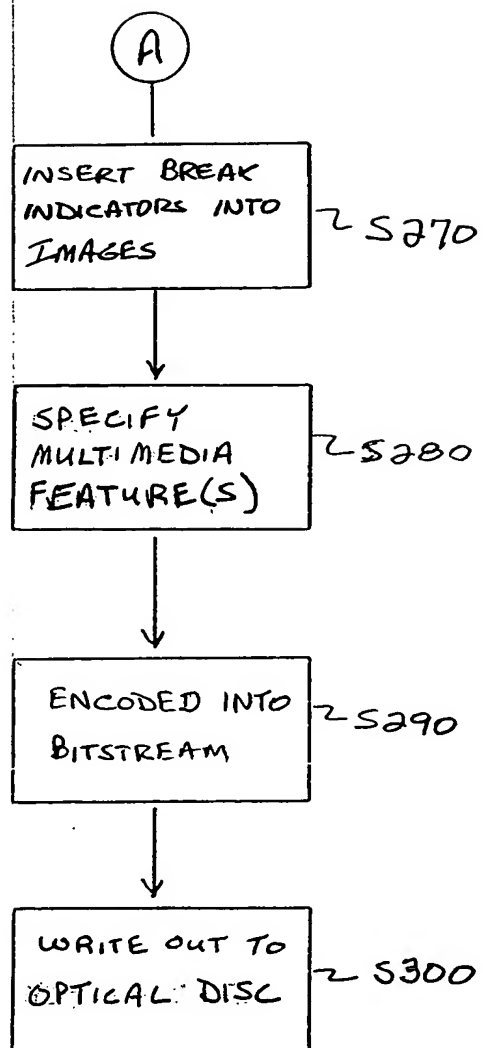 A
INSERT BREAK
INDICATORS INTO
IMAGES
S270
SPECIFY
MULTIMEDIA
FEATURE(S)
S280
ENCODED INTO
BITSTREAM
S290
WRITE OUT TO
OPTICAL DISC
S300